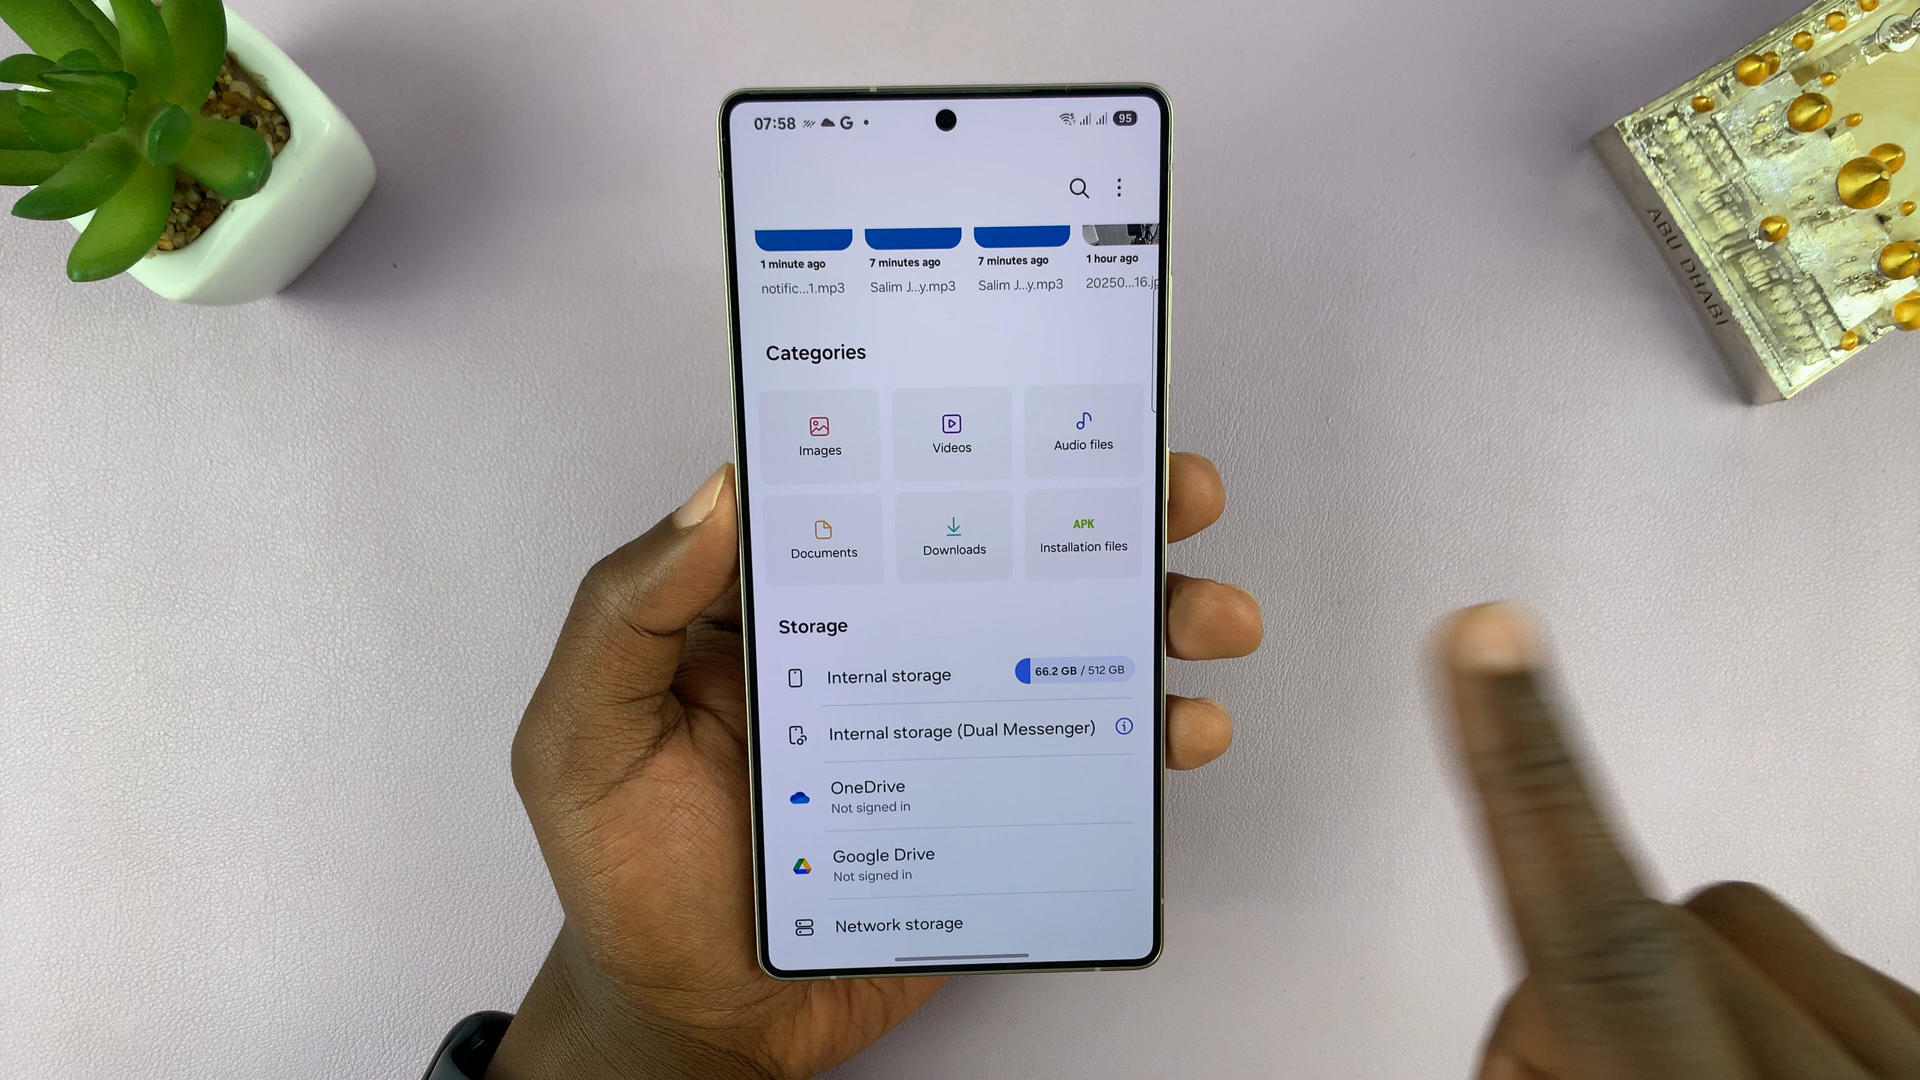 07:58 G 95
1 minute ago 7 minutes ago 7 minutes ago 1 hour ago
notific...1.mp3 Salim J...y.mp3 Salim J...y.mp3 20250...16.jp
Categories
Images Videos Audio files
APK
Documents Downloads Installation files
Storage
Internal storage 66.2 GB / 512 GB
Internal storage (Dual Messenger)
OneDrive
Not signed in
Google Drive
Not signed in
Network storage
ABU DHABI